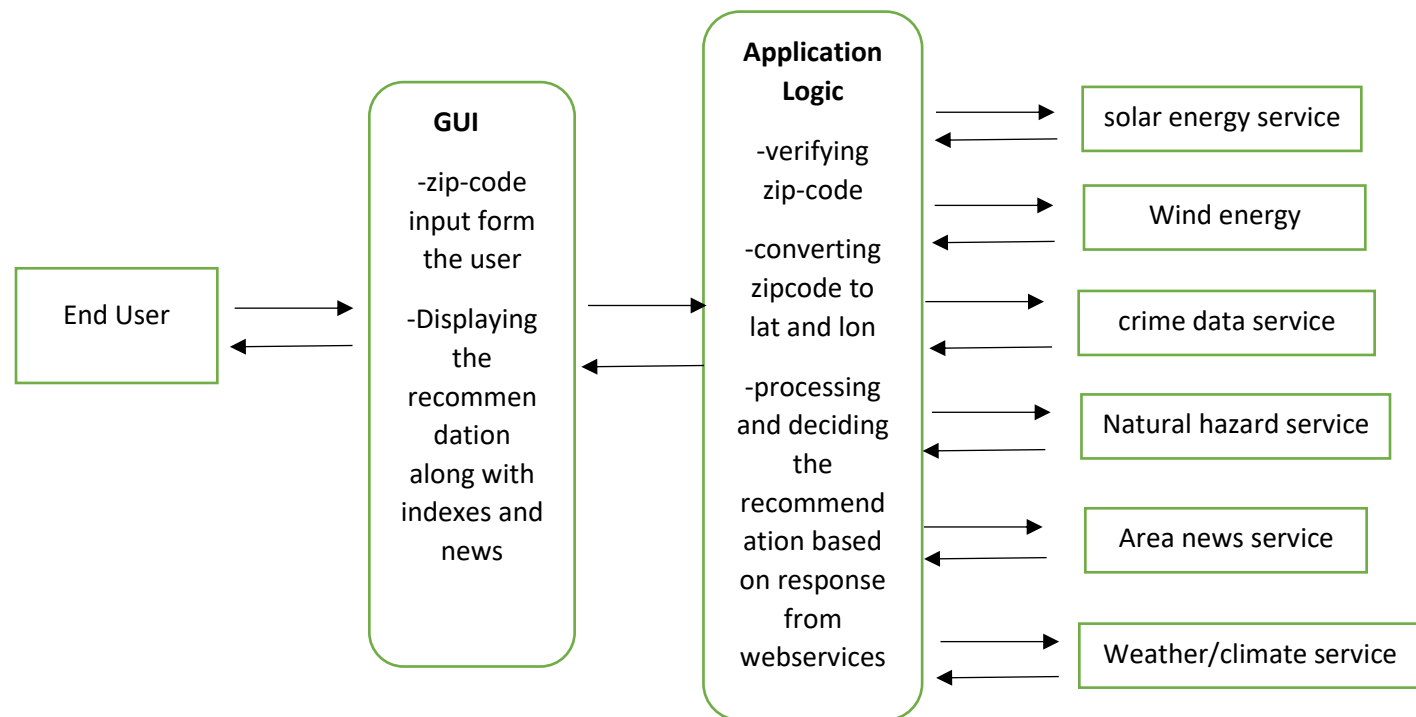 End User
GUI
-zip-code
input form
the user
-Displaying
the
recommen
dation
along with
indexes and
news
Application
Logic
-verifying
zip-code
-converting
zipcode to
lat and lon
-processing
and deciding
the
recommend
ation based
on response
from
webservices
solar energy service
Wind energy
crime data service
Natural hazard service
Area news service
Weather/climate service